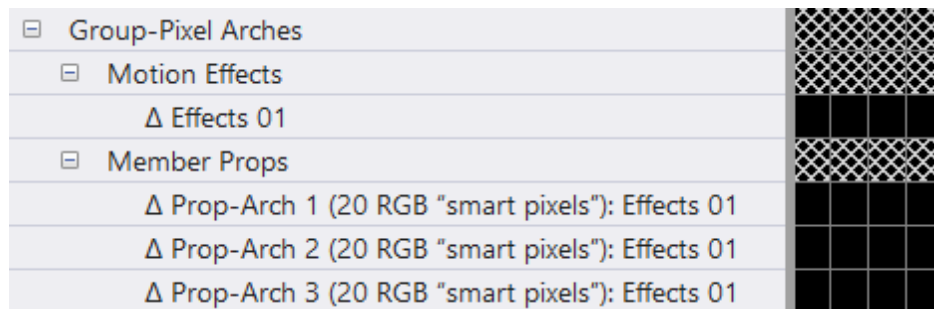 Group-Pixel Arches
Motion Effects
Δ Effects 01
Member Props
Δ Prop-Arch 1 (20 RGB “smart pixels”): Effects 01
Δ Prop-Arch 2 (20 RGB “smart pixels”): Effects 01
Δ Prop-Arch 3 (20 RGB “smart pixels”): Effects 01